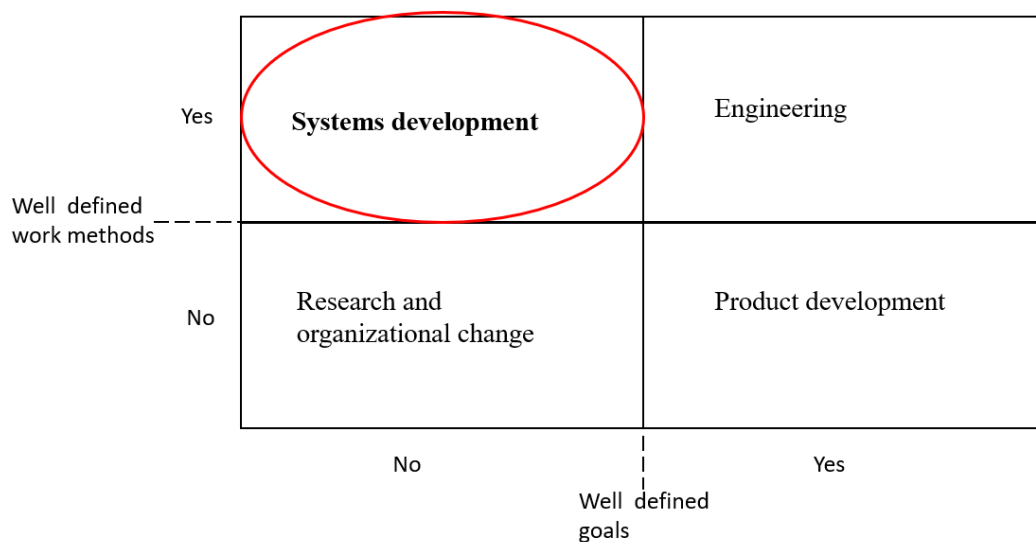 Yes
Systems development
Engineering
Well defined
work methods
No
Research and
organizational change
Product development
No
Yes
Well defined
goals